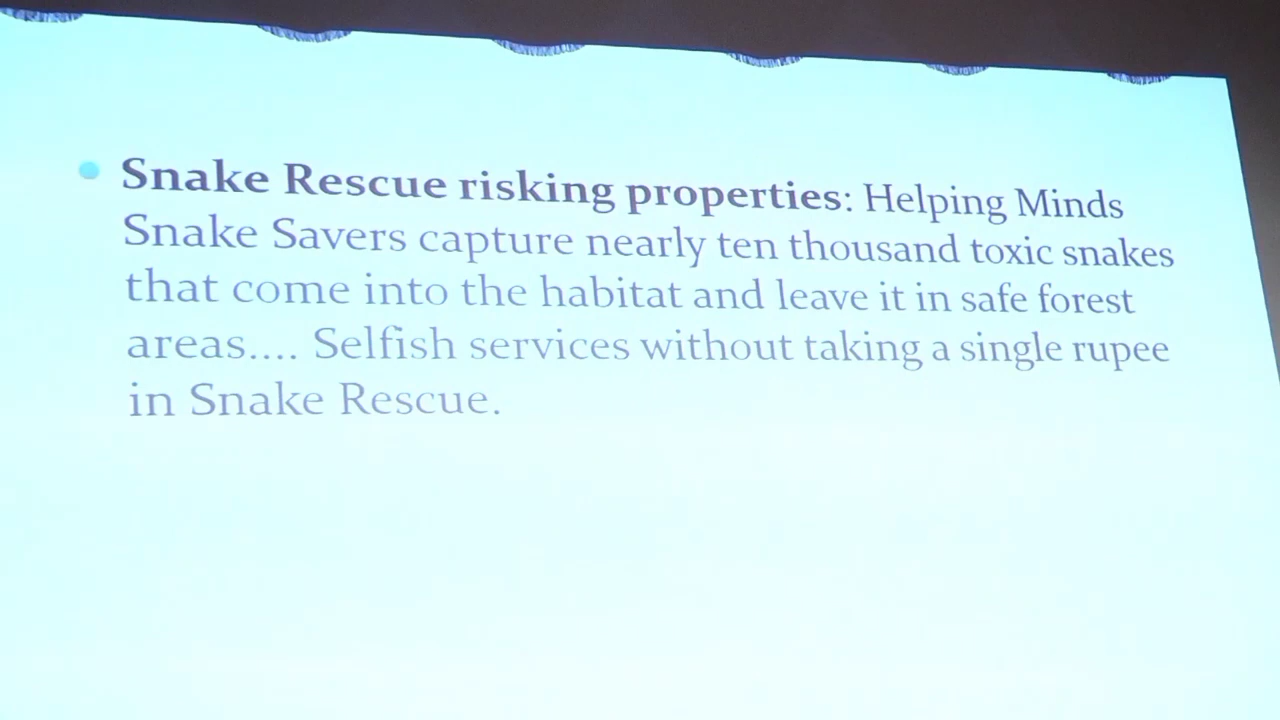 Snake Rescue risking properties: Helping Minds
Snake Savers capture nearly ten thousand toxic snakes
that come into the habitat and leave it in safe forest
areas.... Selfish services without taking a single rupee
in Snake Rescue.